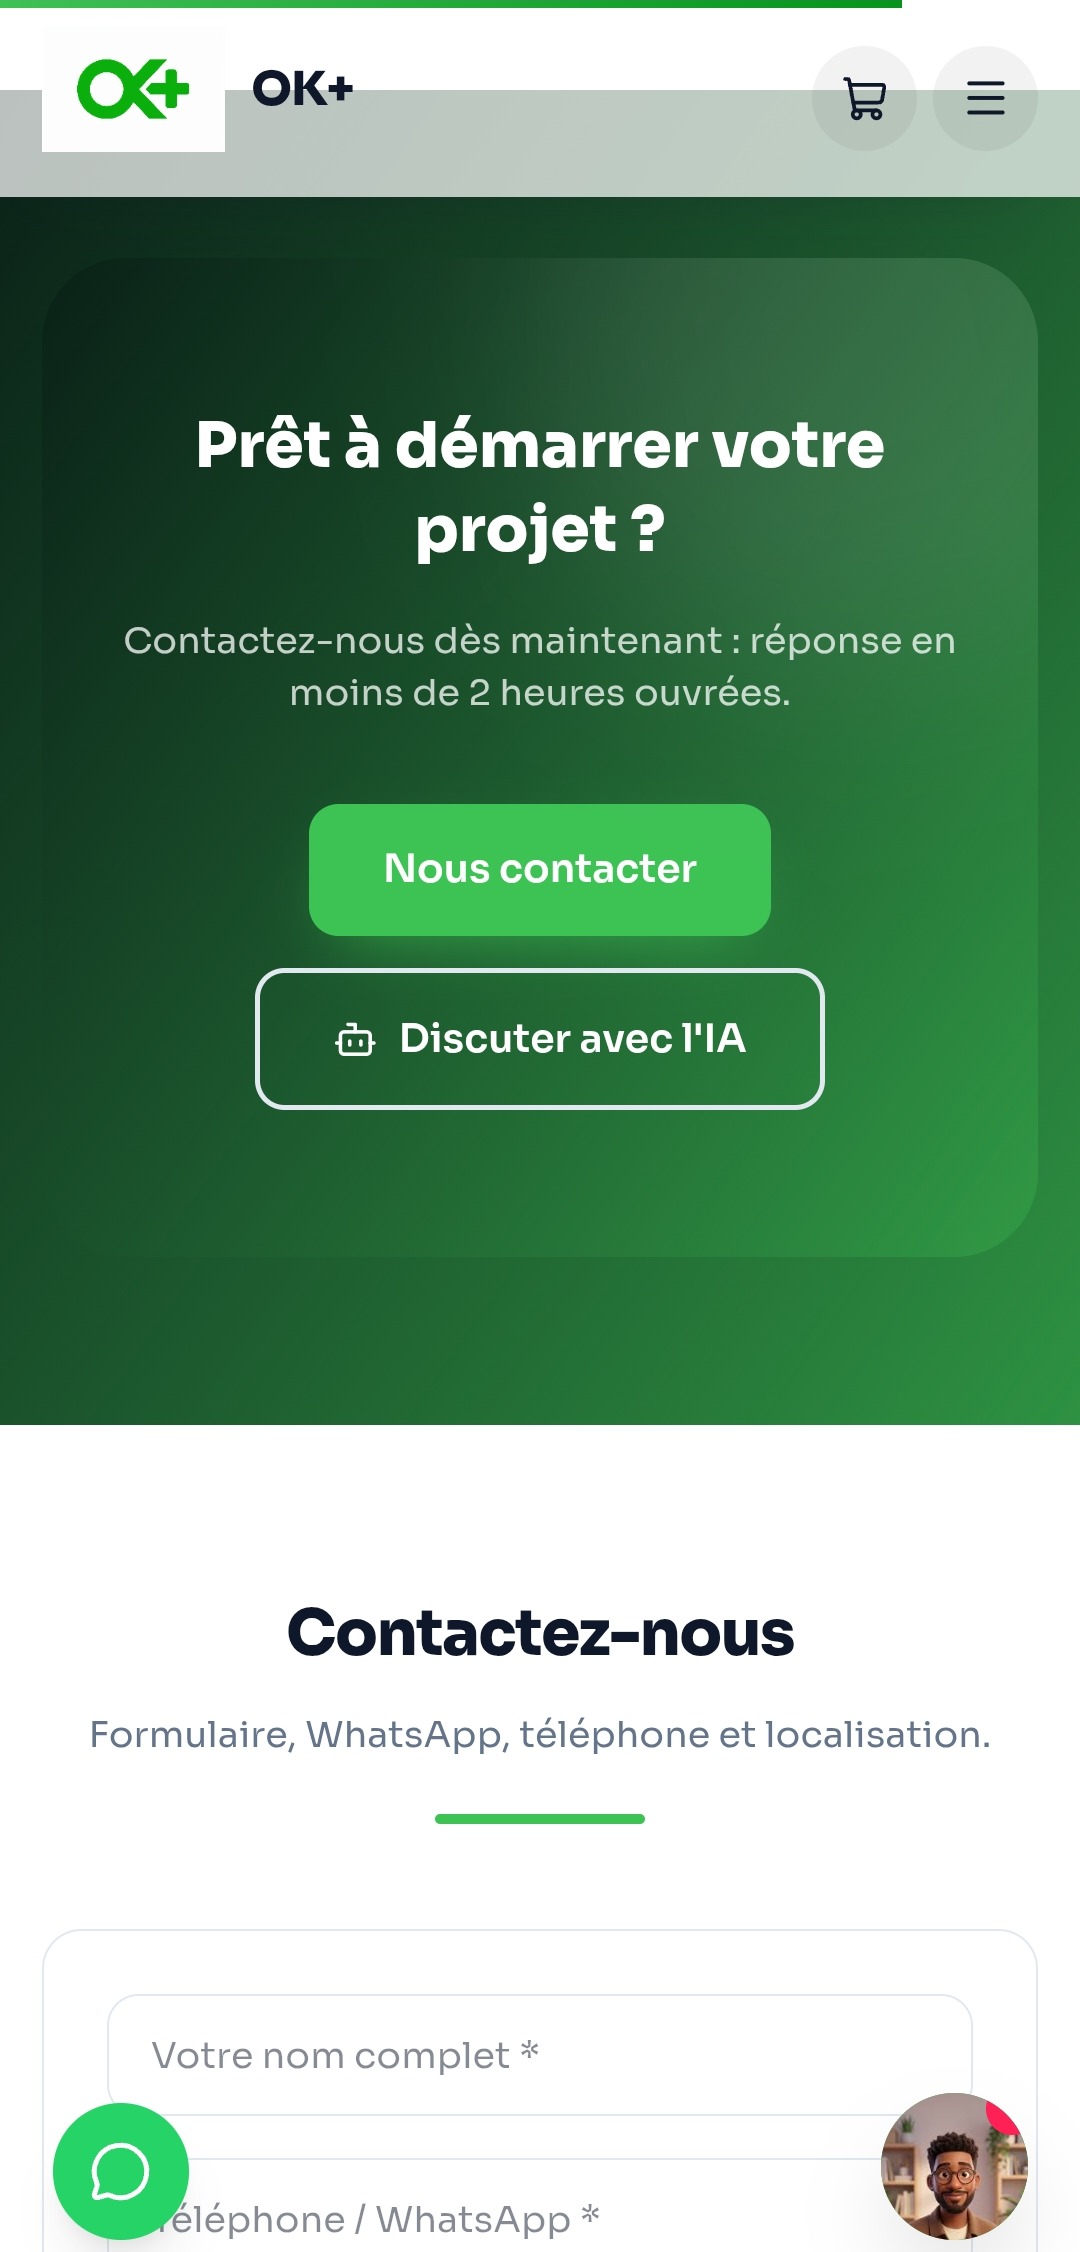 OK+
OK+
Prêt à démarrer votre
projet ?
Contactez-nous dès maintenant : réponse en
moins de 2 heures ouvrées.
Nous contacter
Discuter avec l'IA
Contactez-nous
Formulaire, WhatsApp, téléphone et localisation.
Votre nom complet *
Téléphone / WhatsApp *